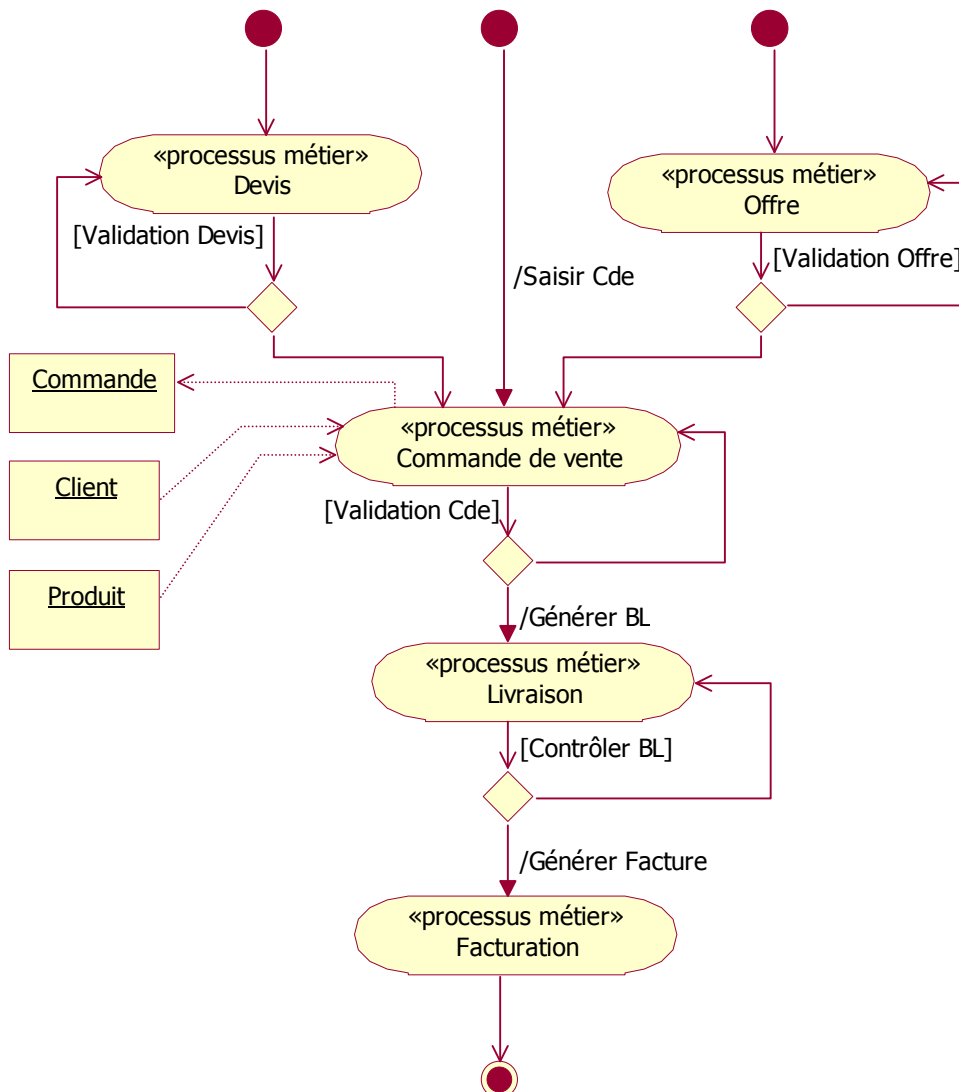 «processus métier»
Devis
«processus métier»
Offre
[Validation Devis]
[Validation Offre]
/Saisir Cde
Commande
«processus métier»
Commande de vente
Client
[Validation Cde]
Produit
/Générer BL
«processus métier»
Livraison
[Contrôler BL]
/Générer Facture
«processus métier»
Facturation